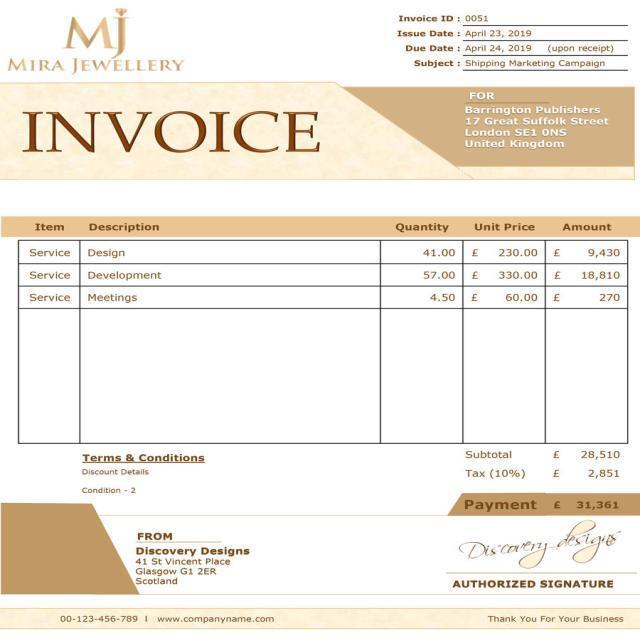 MJ
MIRA JEWELLERY
Invoice ID : 0051
Issue Date : April 23, 2019
Due Date : April 24, 2019 (upon receipt)
Subject : Shipping Marketing Campaign
INVOICE
FOR
Barrington Publishers
17 Great Suffolk Street
London SE1 0NS
United Kingdom
Item Description Quantity Unit Price Amount
Service Design 41.00 £ 230.00 £ 9,430
Service Development 57.00 £ 330.00 £ 18,810
Service Meetings 4.50 £ 60.00 £ 270
Terms & Conditions
Discount Details
Condition - 2
Subtotal £ 28,510
Tax (10%) £ 2,851
Payment £ 31,361
FROM
Discovery Designs
41 St Vincent Place
Glasgow G1 2ER
Scotland
Discovery designs
AUTHORIZED SIGNATURE
00-123-456-789 I www.companyname.com
Thank You For Your Business